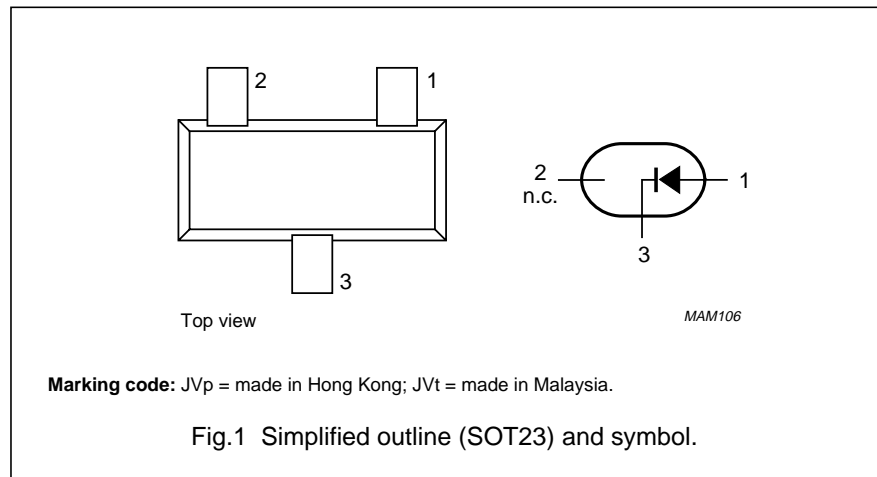 2
1
3
Top view
2
n.c.
1
3
MAM106
Marking code: JVp = made in Hong Kong; JVt = made in Malaysia.
Fig.1 Simplified outline (SOT23) and symbol.